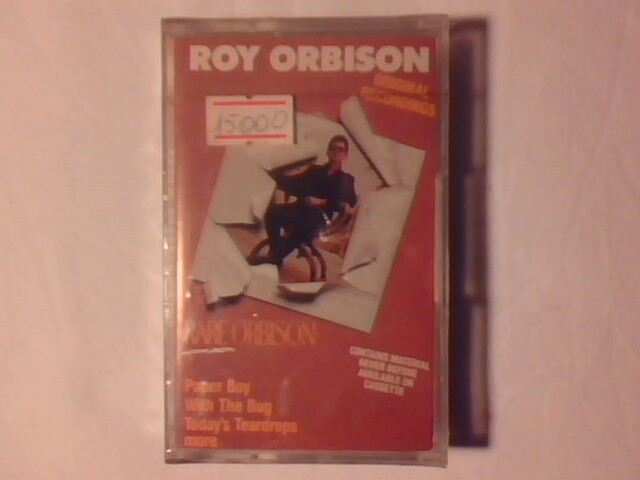 ROY ORBISON
ORIGINAL
RECORDINGS
15000
RARE ORBISON
CONTAINS MATERIAL
NEVER BEFORE
AVAILABLE ON
CASSETTE
Paper Boy
With The Bug
Today's Teardrops
more